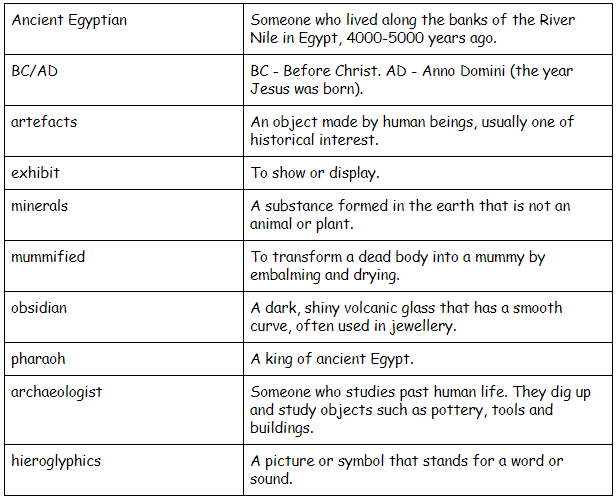 Ancient Egyptian
Someone who lived along the banks of the River
Nile in Egypt, 4000-5000 years ago.
BC/AD
BC - Before Christ. AD - Anno Domini (the year
Jesus was born).
artefacts
An object made by human beings, usually one of
historical interest.
exhibit
To show or display.
minerals
A substance formed in the earth that is not an
animal or plant.
mummified
To transform a dead body into a mummy by
embalming and drying.
obsidian
A dark, shiny volcanic glass that has a smooth
curve, often used in jewellery.
pharaoh
A king of ancient Egypt.
archaeologist
Someone who studies past human life. They dig up
and study objects such as pottery, tools and
buildings.
hieroglyphics
A picture or symbol that stands for a word or
sound.